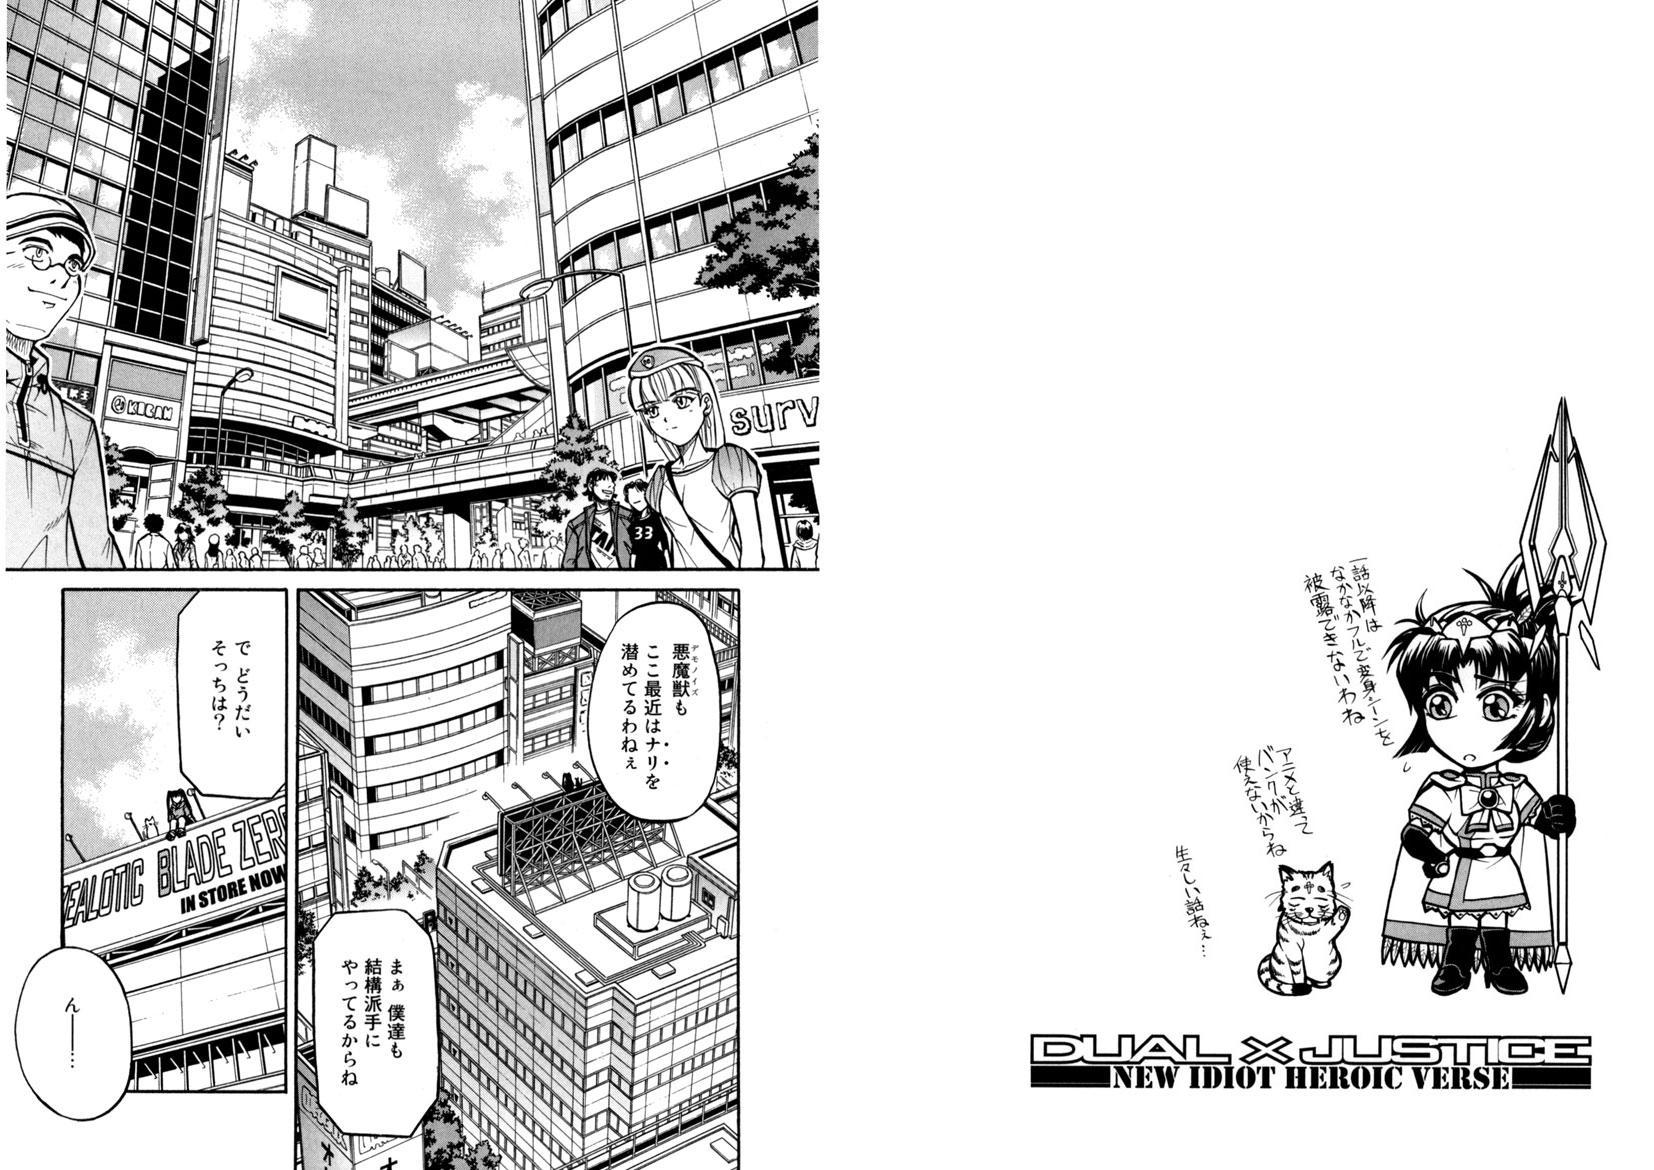 一話以降は
なかなかフルで変身シーンを
披露できないわね
アニメと違って
バンクが
使えないからね
生々しい話ねぇ…
DUAL × JUSTICE
NEW IDIOT HEROIC VERSE
KOBAN
surv
33
悪魔獣も
デモノイズ
ここ最近はナリを
潜めてるわねぇ
まぁ 僕達も
結構派手に
やってるからね
で どうだい
そっちは？
EALOTIC BLADE ZER
IN STORE NOW
ん――…